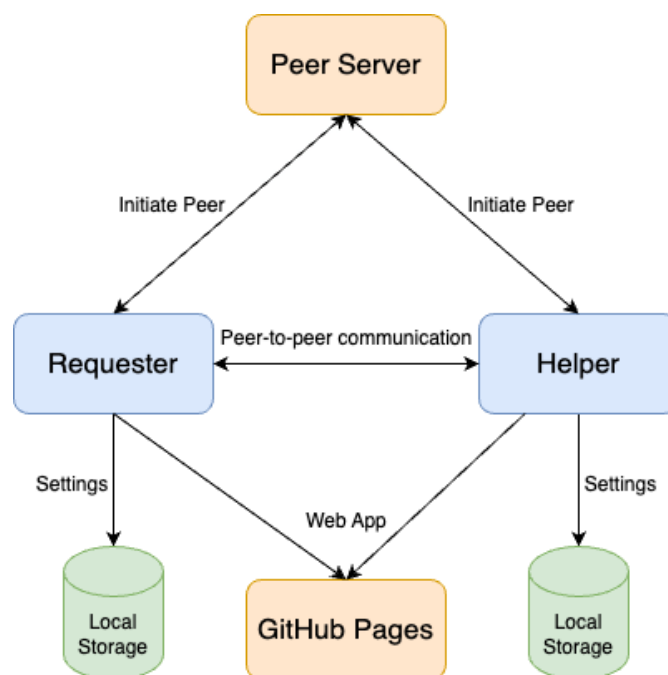 Peer Server
Initiate Peer
Initiate Peer
Peer-to-peer communication
Requester
Helper
Settings
Settings
Web App
Local
Storage
GitHub Pages
Local
Storage